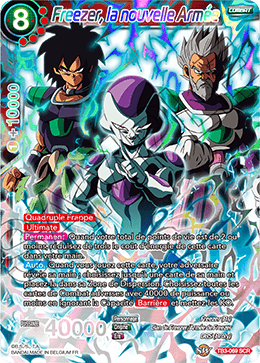 COMBAT
8
Freezer, la nouvelle Armée
+10000
Quadruple Frappe
Ultimate
Permanent : Quand votre total de points de vie est de 2 ou
moins, réduisez de trois le coût d'énergie de cette carte
dans votre main.
Auto : Quand vous jouez cette carte, votre adversaire
révèle sa main ; choisissez jusqu'à une carte de sa main et
placez-la dans sa Zone de Dispersion. Choisissez toutes les
cartes de Combat adverses avec 40000 de puissance ou
moins en ignorant la Capacité Barrière, et mettez-les KO.
40000
BANDAI MADE IN BELGIUM
TB3-069 SCR